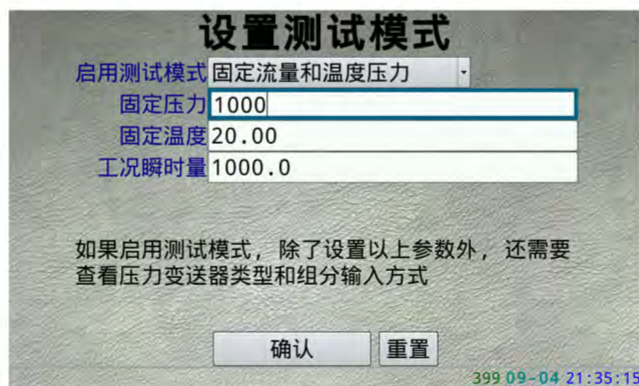 设置测试模式
启用测试模式 固定流量和温度压力
固定压力 1000
固定温度 20.00
工况瞬时量 1000.0
如果启用测试模式, 除了设置以上参数外, 还需要
查看压力变送器类型和组分输入方式
确认 重置
399 09-04 21:35:15